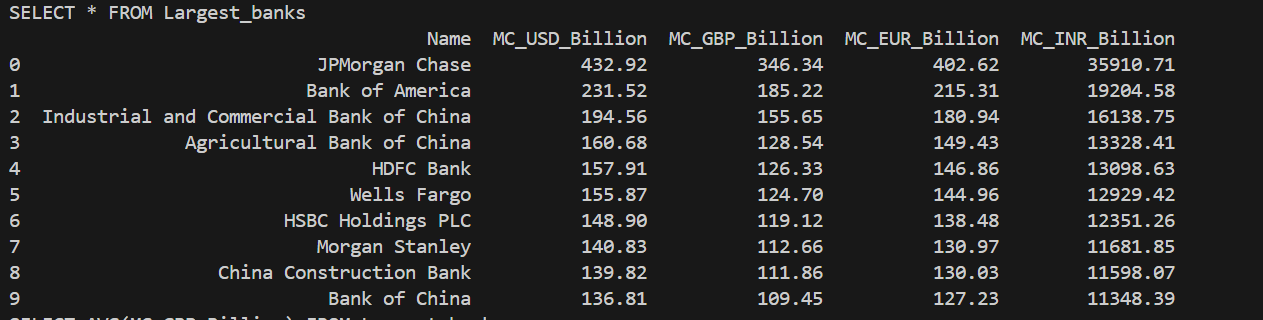 SELECT * FROM Largest_banks
Name MC_USD_Billion MC_GBP_Billion MC_EUR_Billion MC_INR_Billion
0 JPMorgan Chase 432.92 346.34 402.62 35910.71
1 Bank of America 231.52 185.22 215.31 19204.58
2 Industrial and Commercial Bank of China 194.56 155.65 180.94 16138.75
3 Agricultural Bank of China 160.68 128.54 149.43 13328.41
4 HDFC Bank 157.91 126.33 146.86 13098.63
5 Wells Fargo 155.87 124.70 144.96 12929.42
6 HSBC Holdings PLC 148.90 119.12 138.48 12351.26
7 Morgan Stanley 140.83 112.66 130.97 11681.85
8 China Construction Bank 139.82 111.86 130.03 11598.07
9 Bank of China 136.81 109.45 127.23 11348.39